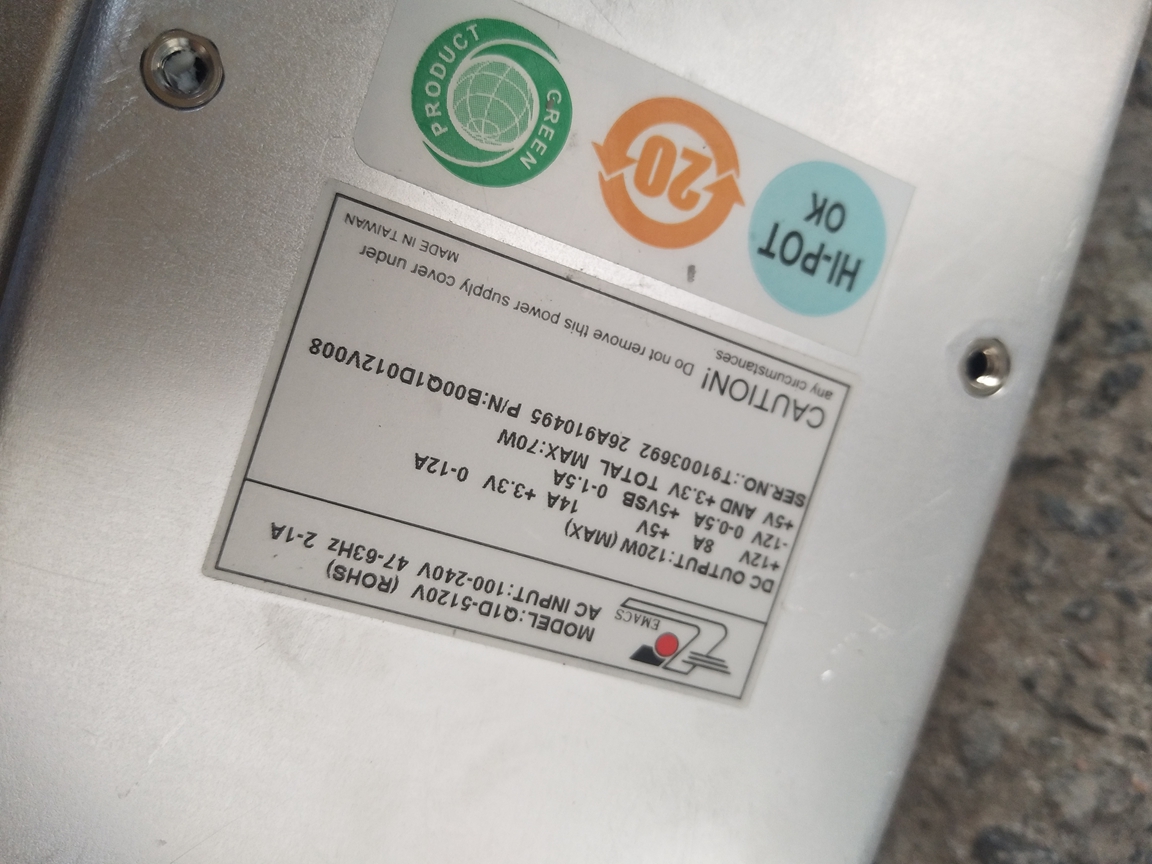 EMACS
MODEL:Q1D-5120V (ROHS)
AC INPUT:100-240V 47-63Hz 2-1A
DC OUTPUT:120W (MAX)
+12V 8A +5V 14A +3.3V 0-12A
-12V 0-0.5A +5VSB 0-1.5A
+5V AND +3.3V TOTAL MAX:70W
SER.NO.:T91003692 26A910495 P/N:B00Q1D012V008
CAUTION! Do not remove this power supply cover under
any circumstances.
MADE IN TAIWAN
HI-POT
OK
20
GREEN
PRODUCT